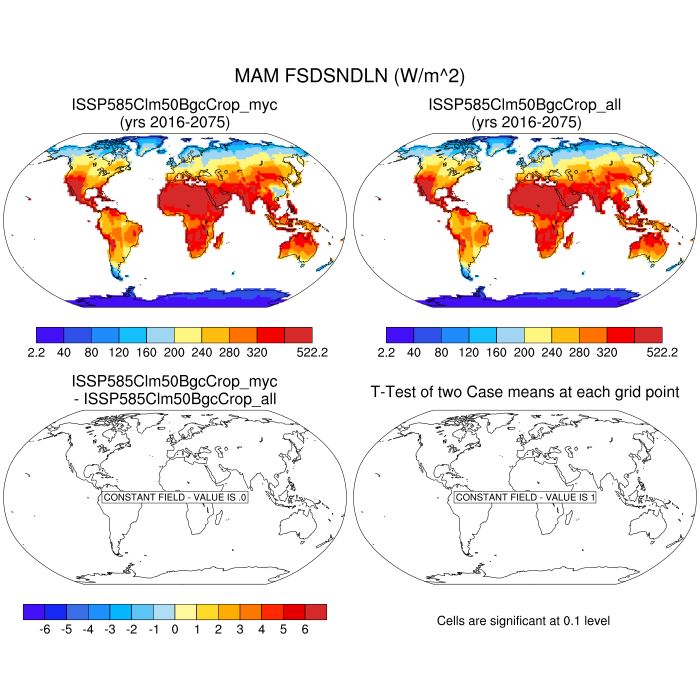 MAM FSDSNDLN (W/m^2)
ISSP585Clm50BgcCrop_myc
(yrs 2016-2075)
ISSP585Clm50BgcCrop_all
(yrs 2016-2075)
2.2 40 80 120 160 200 240 280 320 522.2
2.2 40 80 120 160 200 240 280 320 522.2
ISSP585Clm50BgcCrop_myc
- ISSP585Clm50BgcCrop_all
T-Test of two Case means at each grid point
CONSTANT FIELD - VALUE IS .0
CONSTANT FIELD - VALUE IS 1
-6 -5 -4 -3 -2 -1 0 1 2 3 4 5 6
Cells are significant at 0.1 level